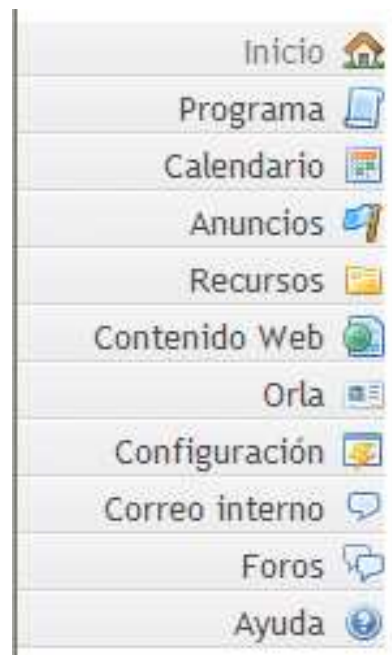 Inicio
Programa
Calendario
Anuncios
Recursos
Contenido Web
Orla
Configuración
Correo interno
Foros
Ayuda